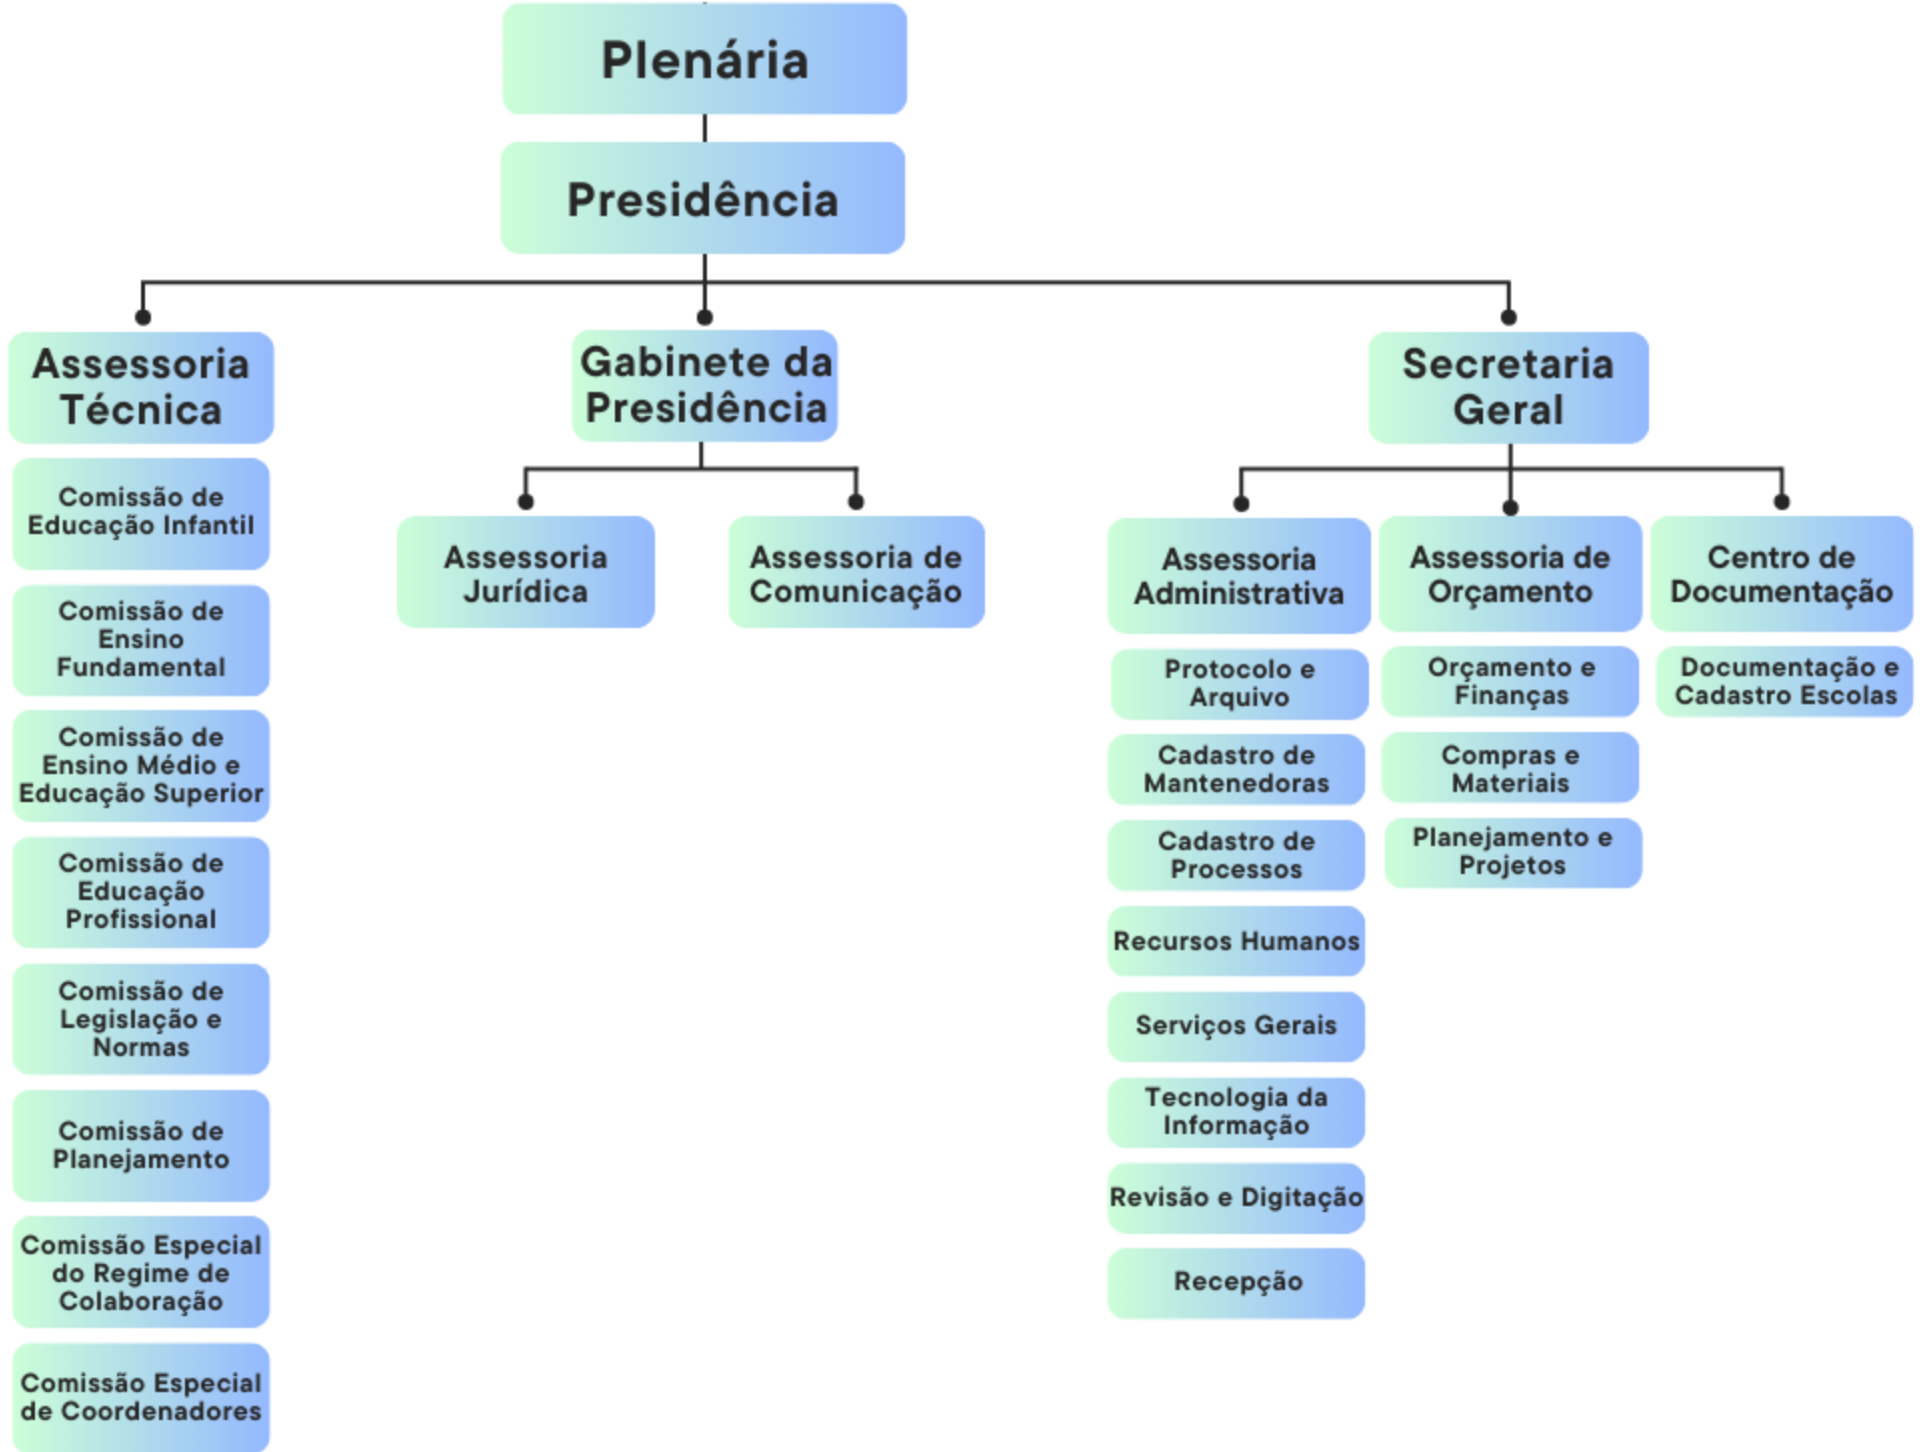 Plenária
Presidência
Assessoria
Técnica
Comissão de
Educação Infantil
Comissão de
Ensino
Fundamental
Comissão de
Ensino Médio e
Educação Superior
Comissão de
Educação
Profissional
Comissão de
Legislação e
Normas
Comissão de
Planejamento
Comissão Especial
do Regime de
Colaboração
Comissão Especial
de Coordenadores
Gabinete da
Presidência
Assessoria
Jurídica
Assessoria de
Comunicação
Secretaria
Geral
Assessoria
Administrativa
Protocolo e
Arquivo
Cadastro de
Mantenedoras
Cadastro de
Processos
Recursos Humanos
Serviços Gerais
Tecnologia da
Informação
Revisão e Digitação
Recepção
Assessoria de
Orçamento
Orçamento e
Finanças
Compras e
Materiais
Planejamento e
Projetos
Centro de
Documentação
Documentação e
Cadastro Escolas